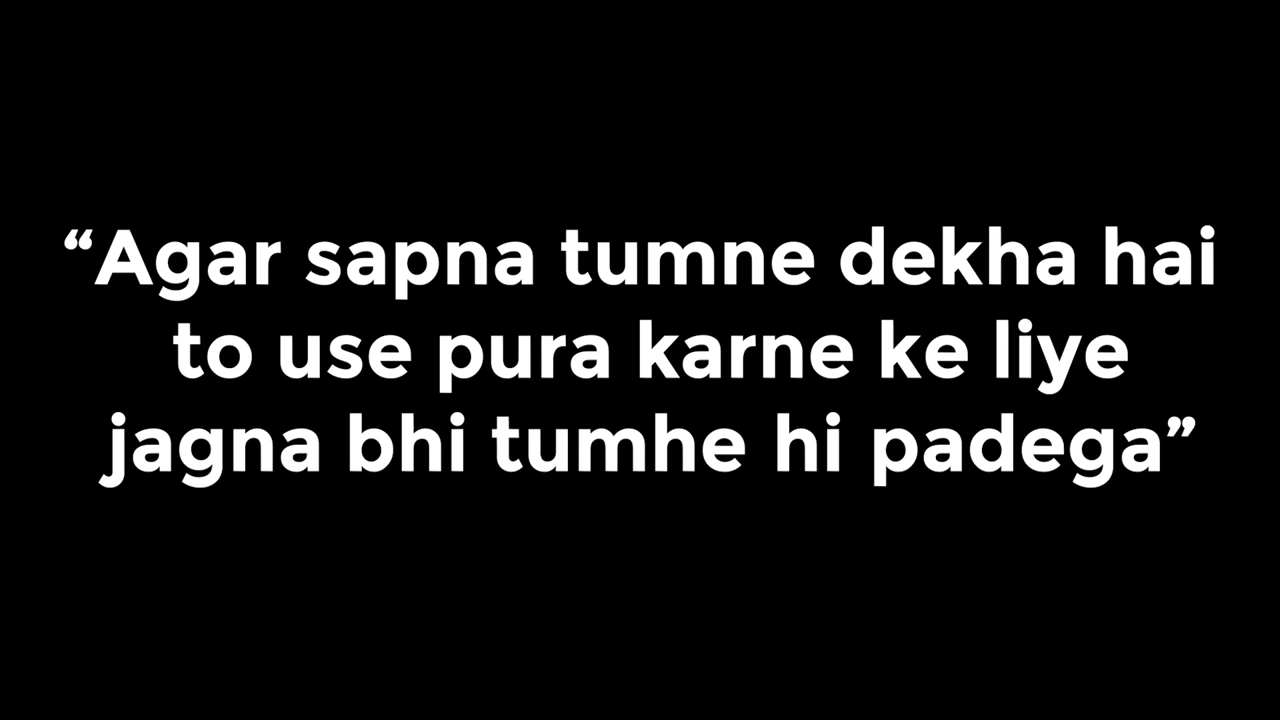 “Agar sapna tumne dekha hai
to use pura karne ke liye
jagna bhi tumhe hi padega”